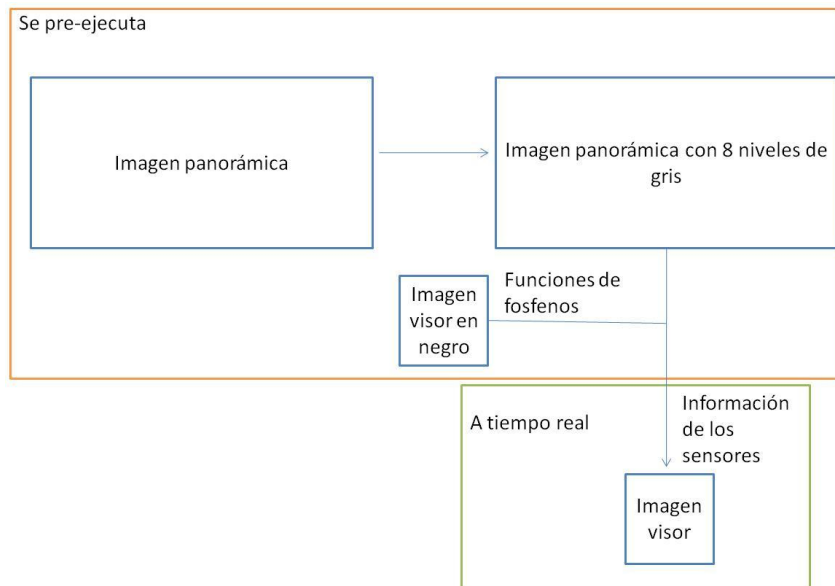 Se pre-ejecuta
Imagen panorámica
Imagen panorámica con 8 niveles de
gris
Imagen
visor en
negro
Funciones de
fosfenos
A tiempo real
Información
de los
sensores
Imagen
visor